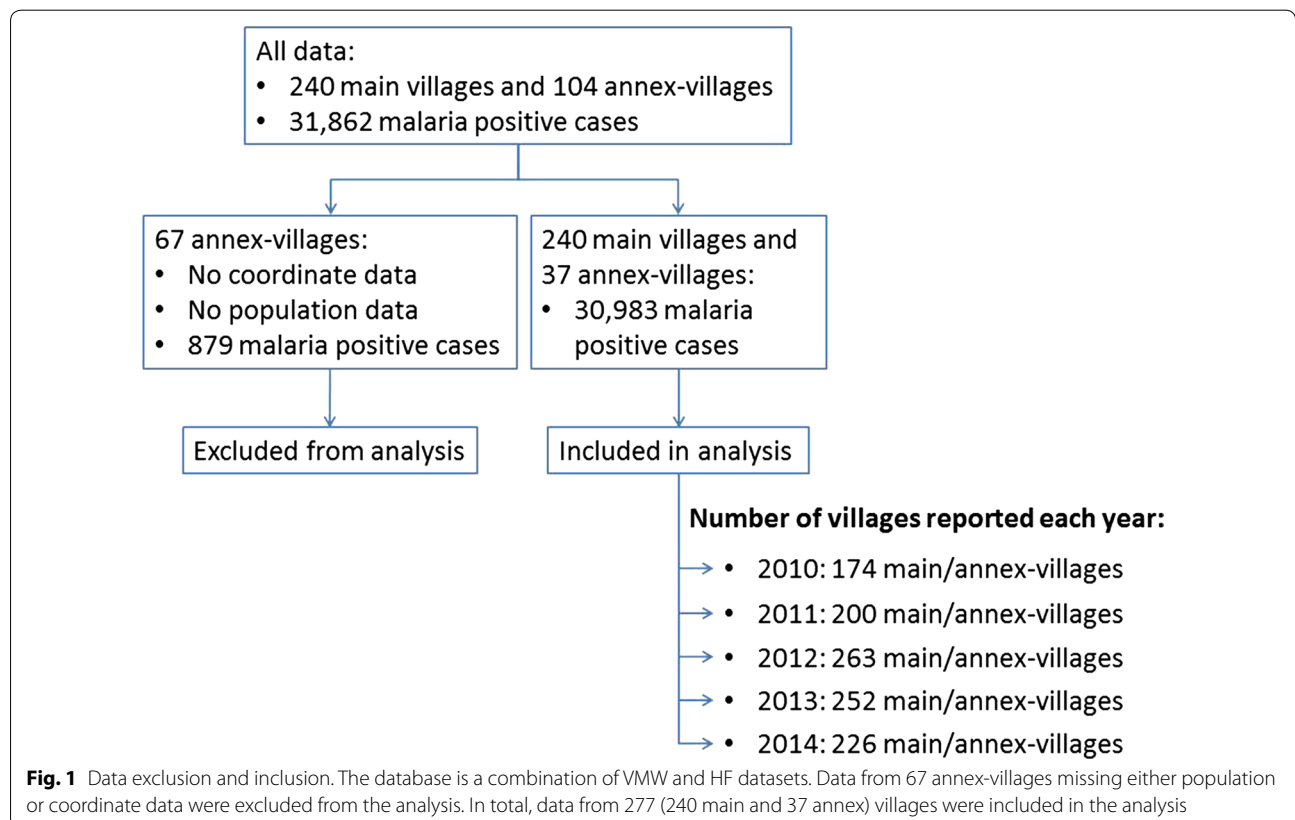 All data:
• 240 main villages and 104 annex-villages
• 31,862 malaria positive cases
67 annex-villages:
• No coordinate data
• No population data
• 879 malaria positive cases
240 main villages and
37 annex-villages:
• 30,983 malaria
positive cases
Excluded from analysis
Included in analysis
Number of villages reported each year:
• 2010: 174 main/annex-villages
• 2011: 200 main/annex-villages
• 2012: 263 main/annex-villages
• 2013: 252 main/annex-villages
• 2014: 226 main/annex-villages
Fig. 1 Data exclusion and inclusion. The database is a combination of VMW and HF datasets. Data from 67 annex-villages missing either population
or coordinate data were excluded from the analysis. In total, data from 277 (240 main and 37 annex) villages were included in the analysis